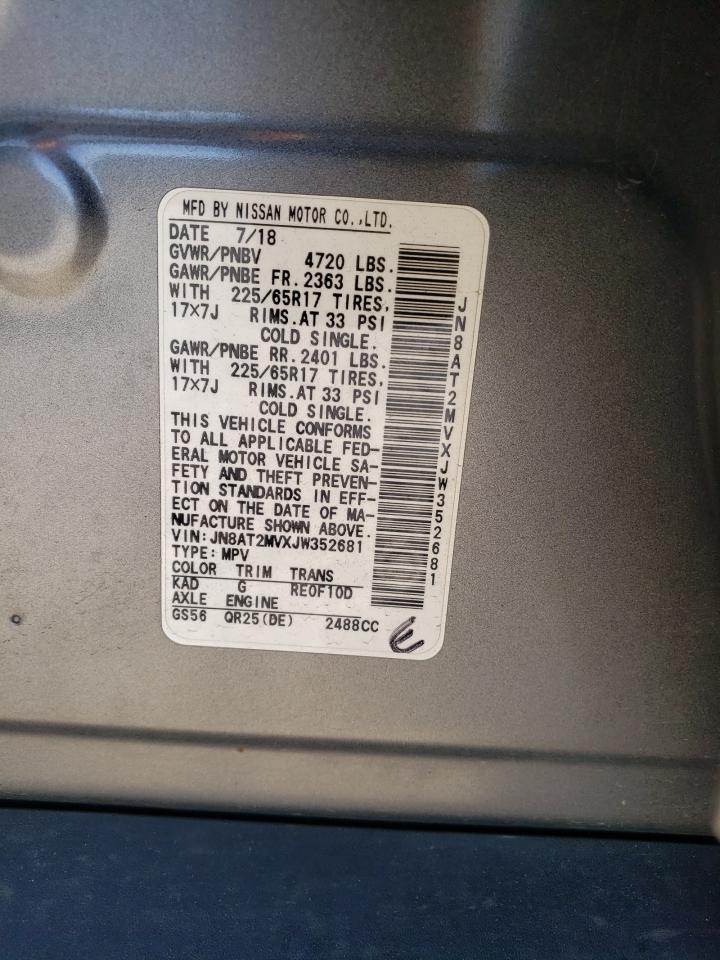 MFD BY NISSAN MOTOR CO.,LTD.
DATE 7/18
GVWR/PNBV 4720 LBS.
GAWR/PNBE FR. 2363 LBS.
WITH 225/65R17 TIRES,
17×7J RIMS.AT 33 PSI
COLD SINGLE.
GAWR/PNBE RR. 2401 LBS.
WITH 225/65R17 TIRES,
17×7J RIMS.AT 33 PSI
COLD SINGLE.
THIS VEHICLE CONFORMS
TO ALL APPLICABLE FED-
ERAL MOTOR VEHICLE SA-
FETY AND THEFT PREVEN-
TION STANDARDS IN EFF-
ECT ON THE DATE OF MA-
NUFACTURE SHOWN ABOVE.
VIN: JN8AT2MVXJW352681
TYPE: MPV
COLOR TRIM TRANS
KAD G RE0F10D
AXLE ENGINE
GS56 QR25(DE) 2488CC
JN8AT2MVXJW352681